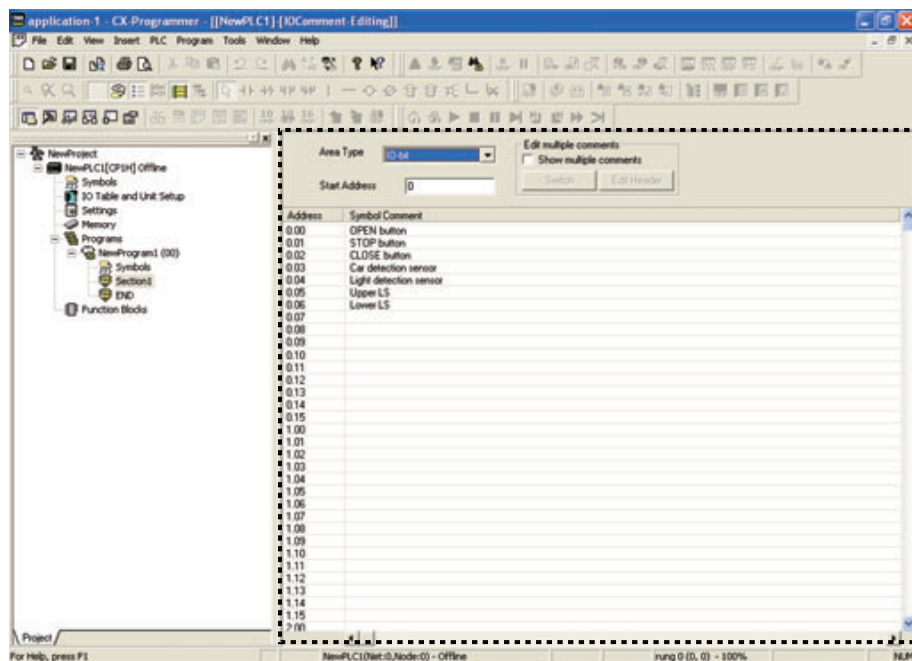 application-1 - CX-Programmer - [[NewPLC1]-[IOComment-Editing]]
File Edit View Insert PLC Program Tools Window Help
NewProject
NewPLC1[CP1H] Offline
Symbols
IO Table and Unit Setup
Settings
Memory
Programs
NewProgram1 (00)
Symbols
Section1
END
Function Blocks
Project
Area Type
IO-bit
Start Address
0
Edit multiple comments
Show multiple comments
Switch
Edit Header
Address Symbol Comment
0.00 OPEN button
0.01 STOP button
0.02 CLOSE button
0.03 Car detection sensor
0.04 Light detection sensor
0.05 Upper LS
0.06 Lower LS
0.07
0.08
0.09
0.10
0.11
0.12
0.13
0.14
0.15
1.00
1.01
1.02
1.03
1.04
1.05
1.06
1.07
1.08
1.09
1.10
1.11
1.12
1.13
1.14
1.15
2.00
For Help, press F1
NewPLC1(Net:0,Node:0) - Offline
rung 0 (0, 0) - 100%
NUM